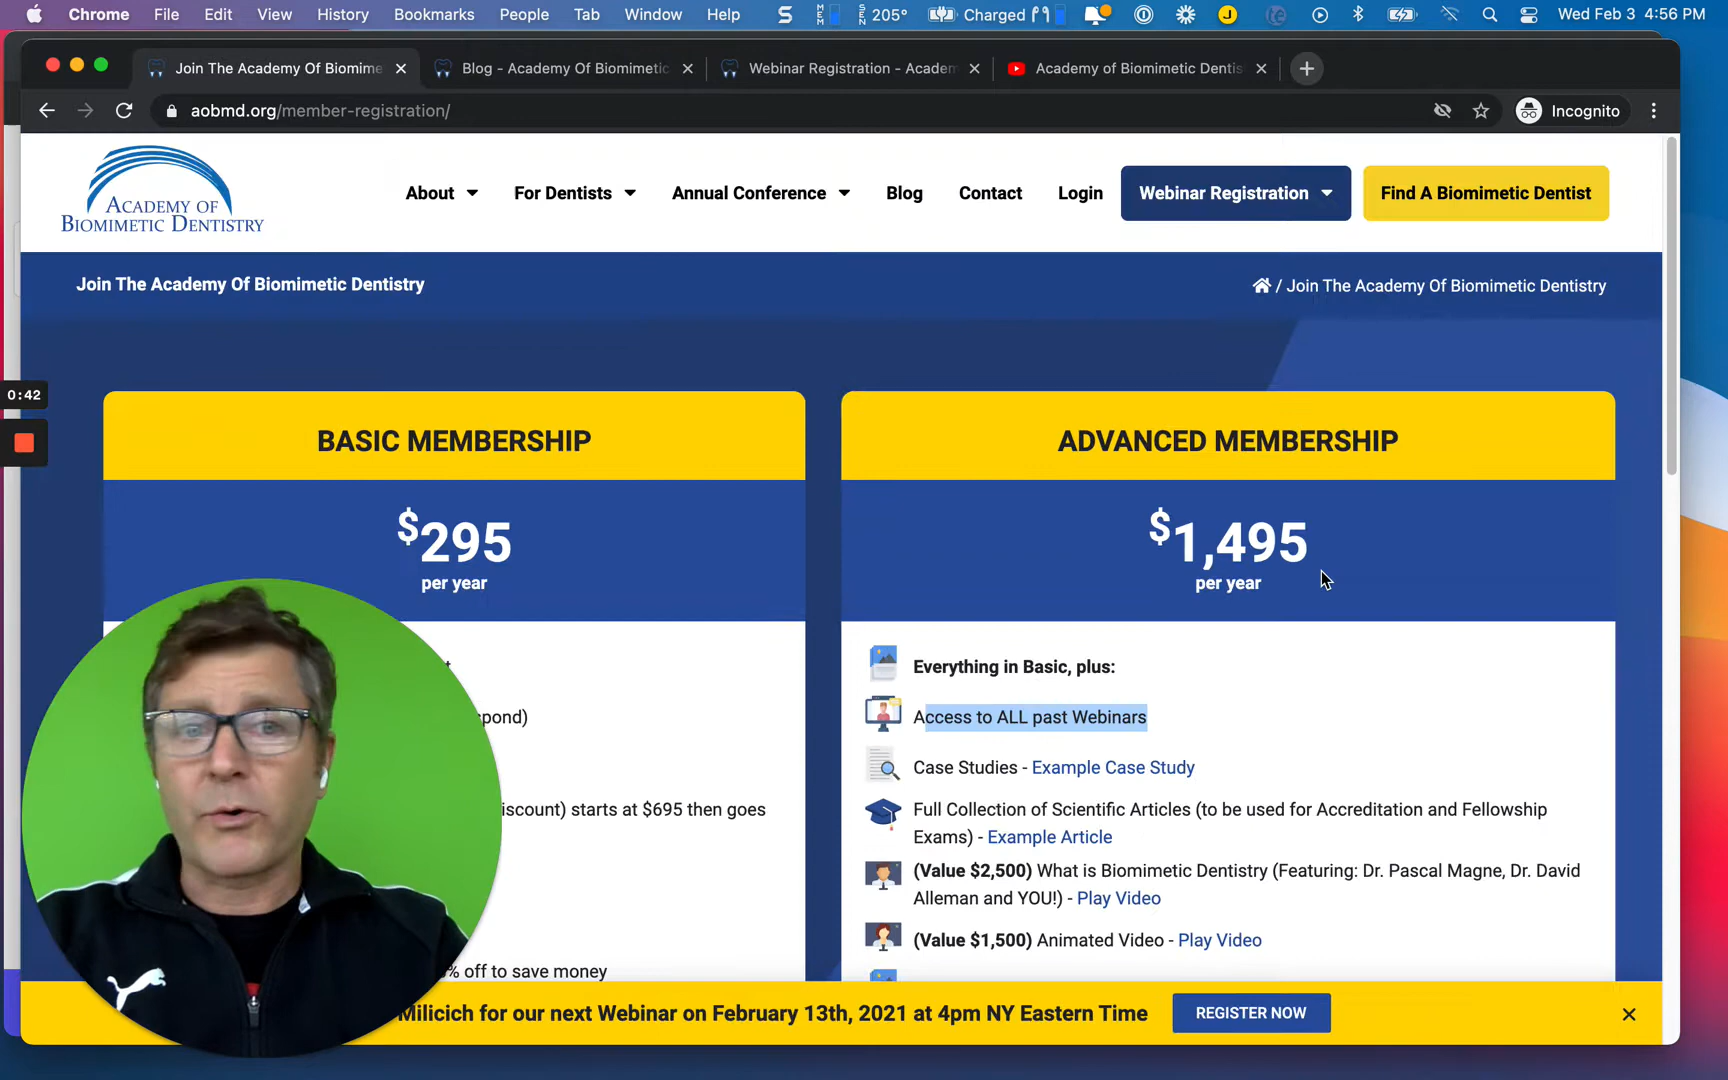 Chrome File Edit View History Bookmarks People Tab Window Help 205° Charged Wed Feb 3 4:56 PM
Join The Academy Of Biomime Blog - Academy Of Biomimetic Webinar Registration - Academ Academy of Biomimetic Dentis
aobmd.org/member-registration/ Incognito
ACADEMY OF
BIOMIMETIC DENTISTRY
About For Dentists Annual Conference Blog Contact Login Webinar Registration Find A Biomimetic Dentist
Join The Academy Of Biomimetic Dentistry / Join The Academy Of Biomimetic Dentistry
0:42
BASIC MEMBERSHIP
$295
per year
spond)
iscount) starts at $695 then goes
% off to save money
ADVANCED MEMBERSHIP
$1,495
per year
Everything in Basic, plus:
Access to ALL past Webinars
Case Studies - Example Case Study
Full Collection of Scientific Articles (to be used for Accreditation and Fellowship
Exams) - Example Article
(Value $2,500) What is Biomimetic Dentistry (Featuring: Dr. Pascal Magne, Dr. David
Alleman and YOU!) - Play Video
(Value $1,500) Animated Video - Play Video
Milicich for our next Webinar on February 13th, 2021 at 4pm NY Eastern Time REGISTER NOW